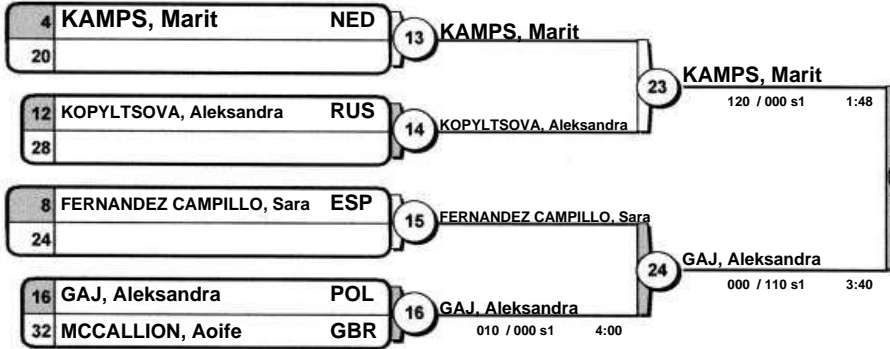 4 KAMPS, Marit NED
20
13 KAMPS, Marit
12 KOPYLTSOVA, Aleksandra RUS
28
14 KOPYLTSOVA, Aleksandra
23 KAMPS, Marit
120 / 000 s1 1:48
8 FERNANDEZ CAMPILLO, Sara ESP
24
15 FERNANDEZ CAMPILLO, Sara
16 GAJ, Aleksandra POL
32 MCCALLION, Aoife GBR
16 GAJ, Aleksandra
010 / 000 s1 4:00
24 GAJ, Aleksandra
000 / 110 s1 3:40